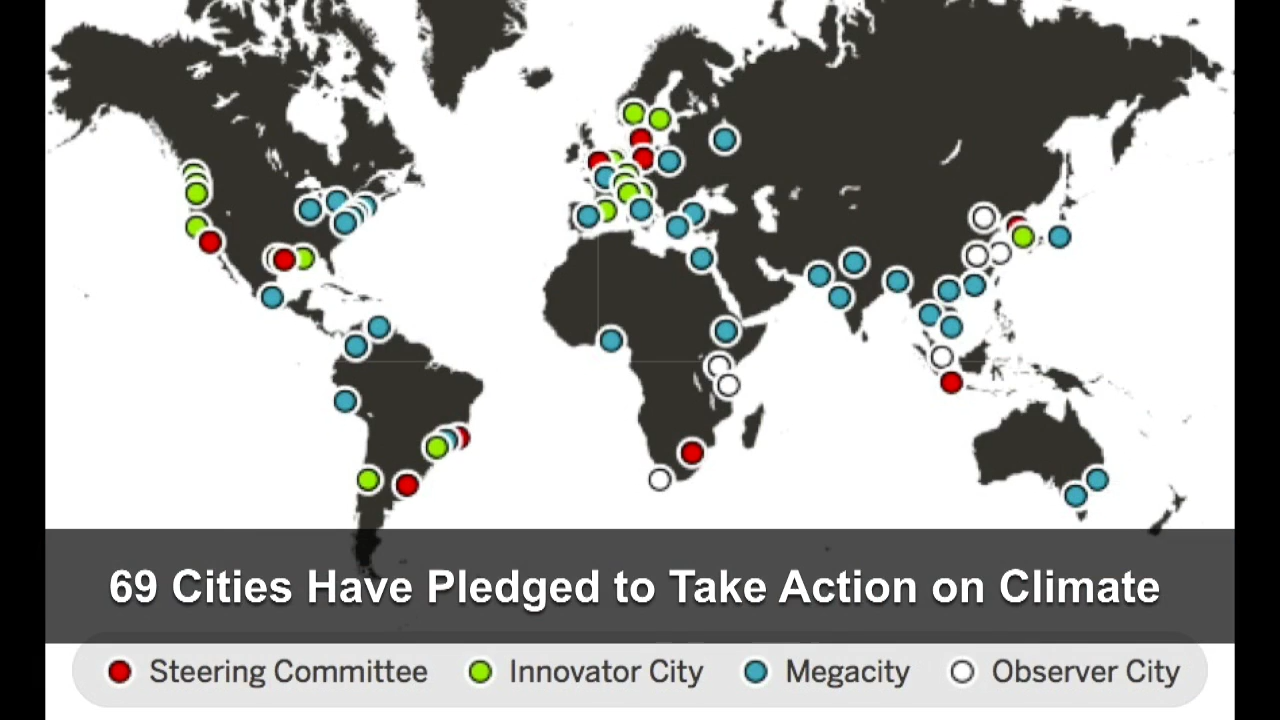 69 Cities Have Pledged to Take Action on Climate
Steering Committee Innovator City Megacity Observer City